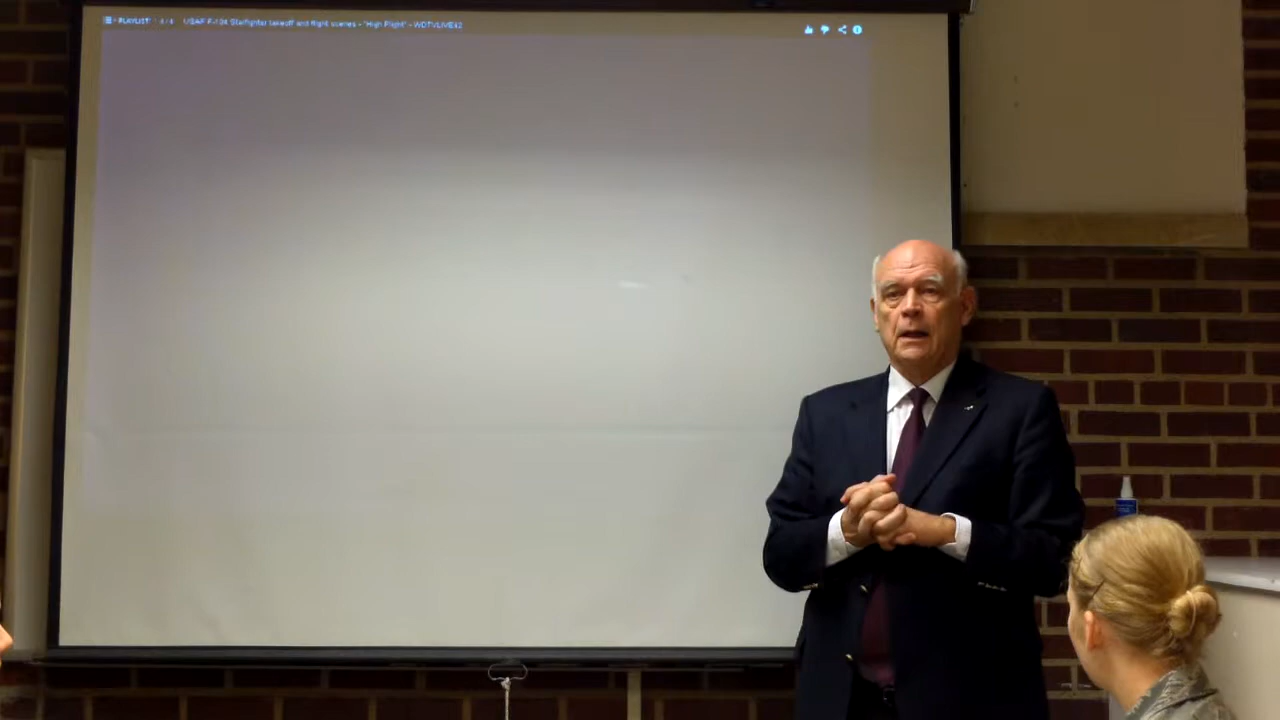 PLAYLIST 4/4 USAF F-104 Starfighter takeoff and flight scenes - "High Flight" - WDTVLIVE42